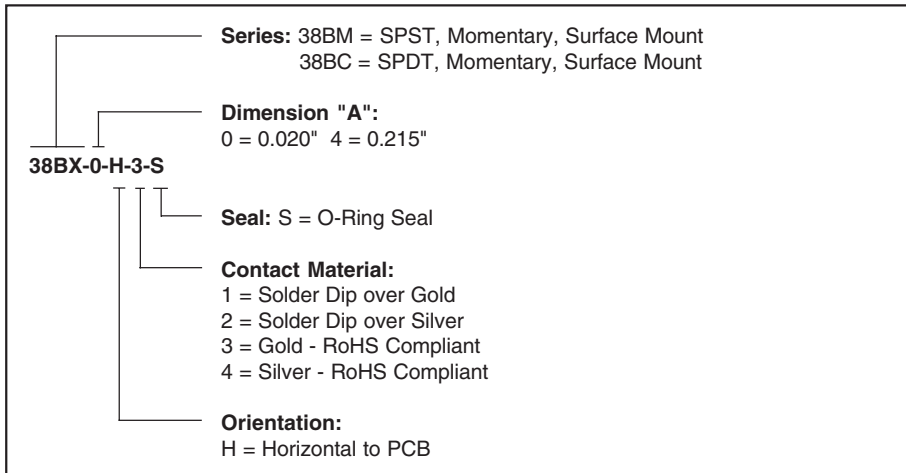 Series: 38BM = SPST, Momentary, Surface Mount
38BC = SPDT, Momentary, Surface Mount
Dimension "A":
0 = 0.020" 4 = 0.215"
38BX-0-H-3-S
Seal: S = O-Ring Seal
Contact Material:
1 = Solder Dip over Gold
2 = Solder Dip over Silver
3 = Gold - RoHS Compliant
4 = Silver - RoHS Compliant
Orientation:
H = Horizontal to PCB